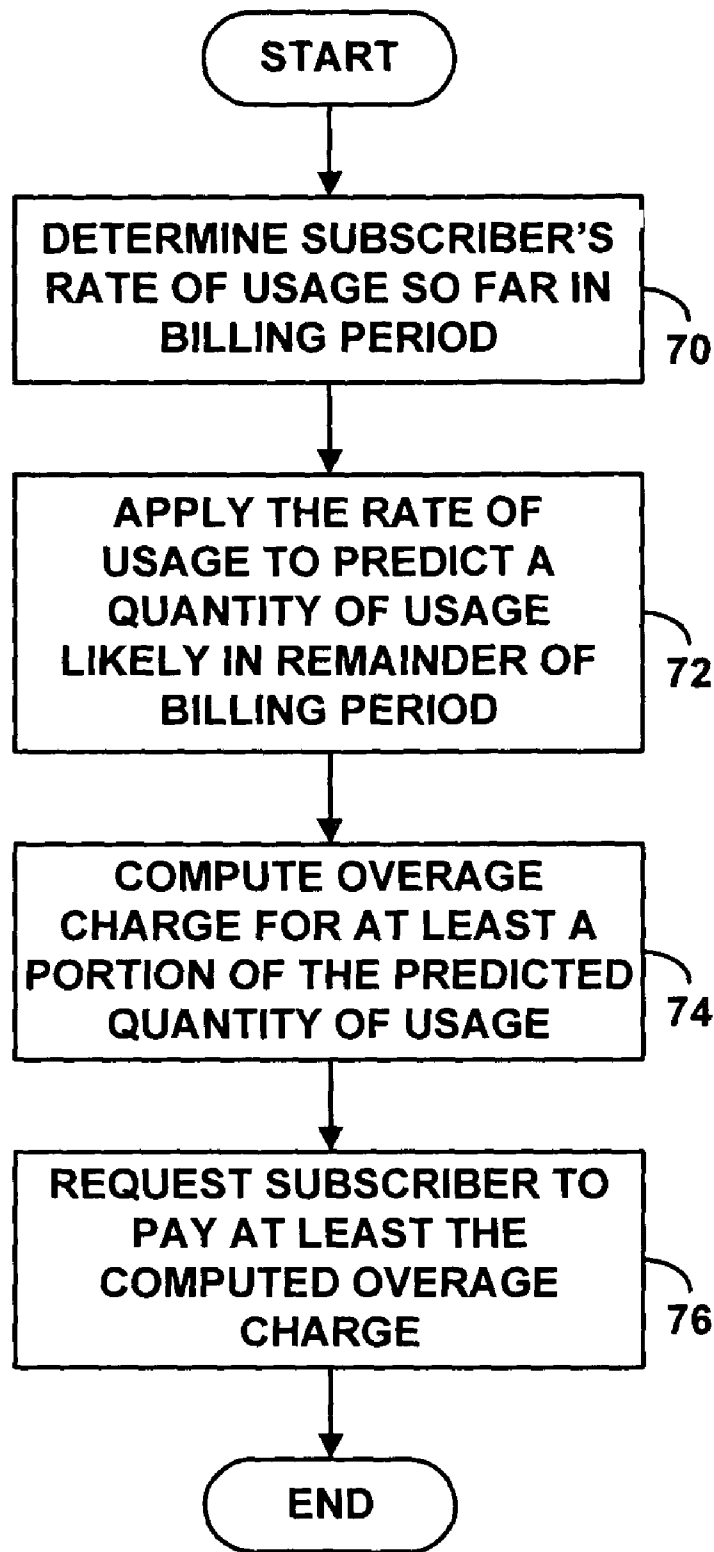 START
DETERMINE SUBSCRIBER'S
RATE OF USAGE SO FAR IN
BILLING PERIOD
70
APPLY THE RATE OF
USAGE TO PREDICT A
QUANTITY OF USAGE
LIKELY IN REMAINDER OF
BILLING PERIOD
72
COMPUTE OVERAGE
CHARGE FOR AT LEAST A
PORTION OF THE PREDICTED
QUANTITY OF USAGE
74
REQUEST SUBSCRIBER TO
PAY AT LEAST THE
COMPUTED OVERAGE
CHARGE
76
END